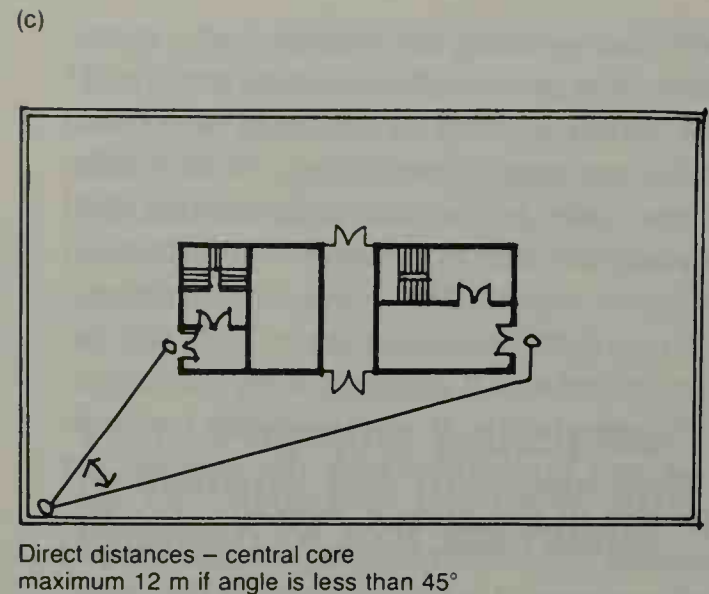 (c)
Direct distances – central core
maximum 12 m if angle is less than 45°